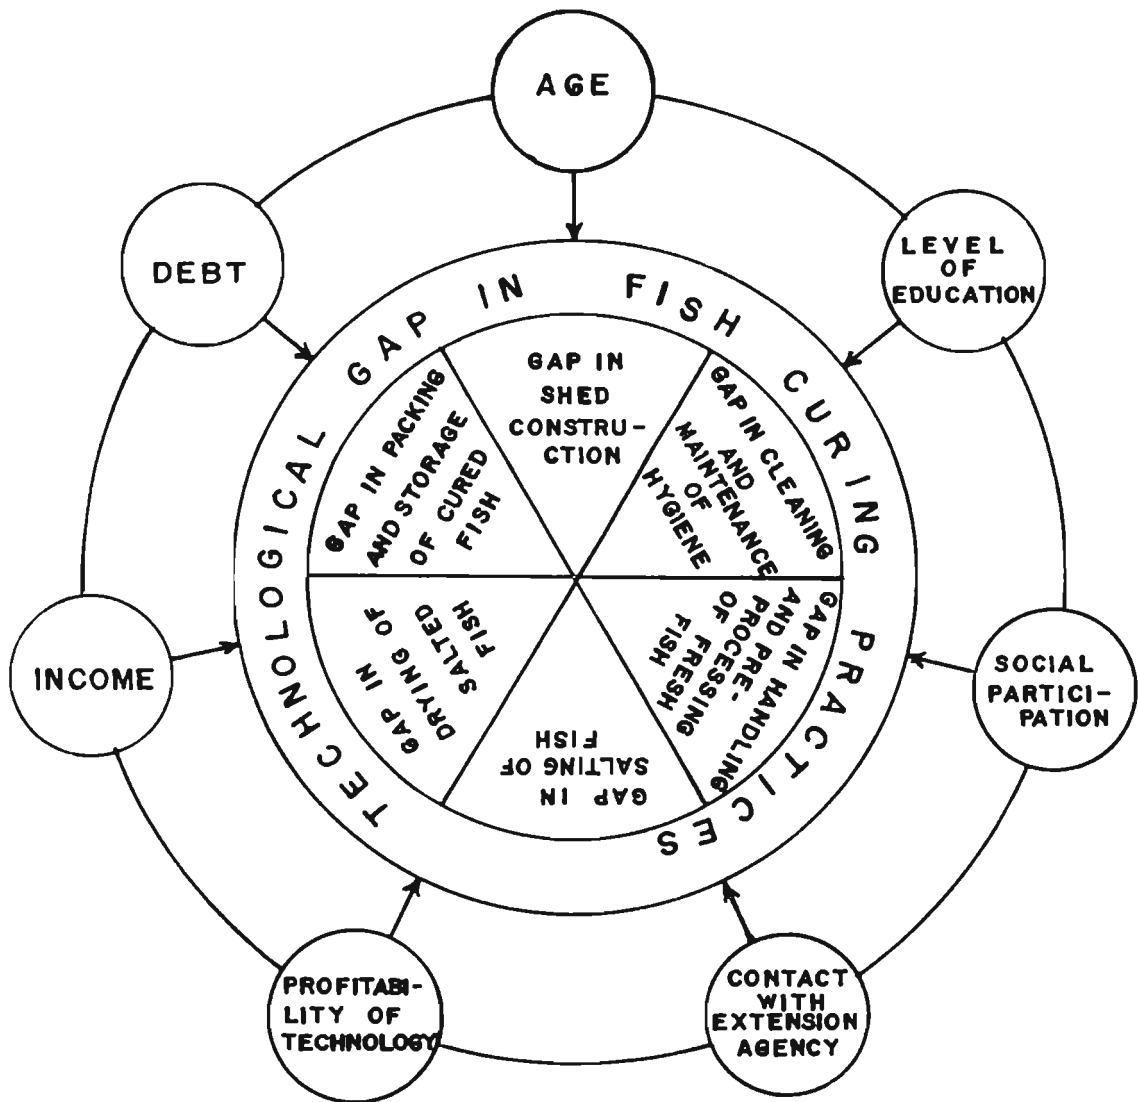 AGE
LEVEL
OF
EDUCATION
SOCIAL
PARTICI-
PATION
CONTACT
WITH
EXTENSION
AGENCY
PROFITABI-
LITY OF
TECHNOLOGY
INCOME
DEBT
TECHNOLOGICAL GAP IN FISH CURING PRACTICES
GAP IN
SHED
CONSTRU-
CTION
GAP IN CLEANING
AND
MAINTENANCE
OF
HYGIENE
GAP IN HANDLING
AND PRE-
PROCESSING
OF FRESH
FISH
GAP IN
SALTING OF
FISH
GAP IN
DRYING OF
SALTED
FISH
GAP IN PACKING
AND STORAGE
OF CURED
FISH